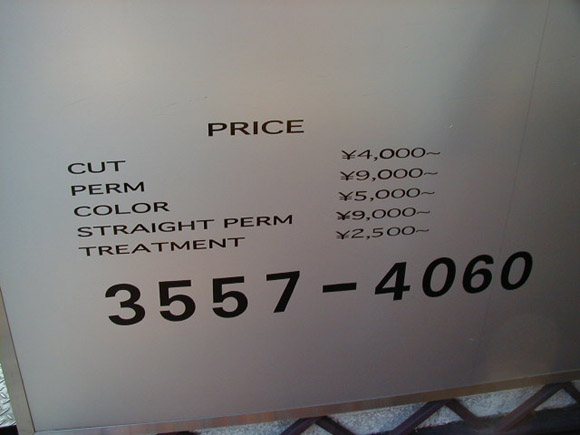 PRICE
CUT ¥4,000~
PERM ¥9,000~
COLOR ¥5,000~
STRAIGHT PERM ¥9,000~
TREATMENT ¥2,500~
3557-4060